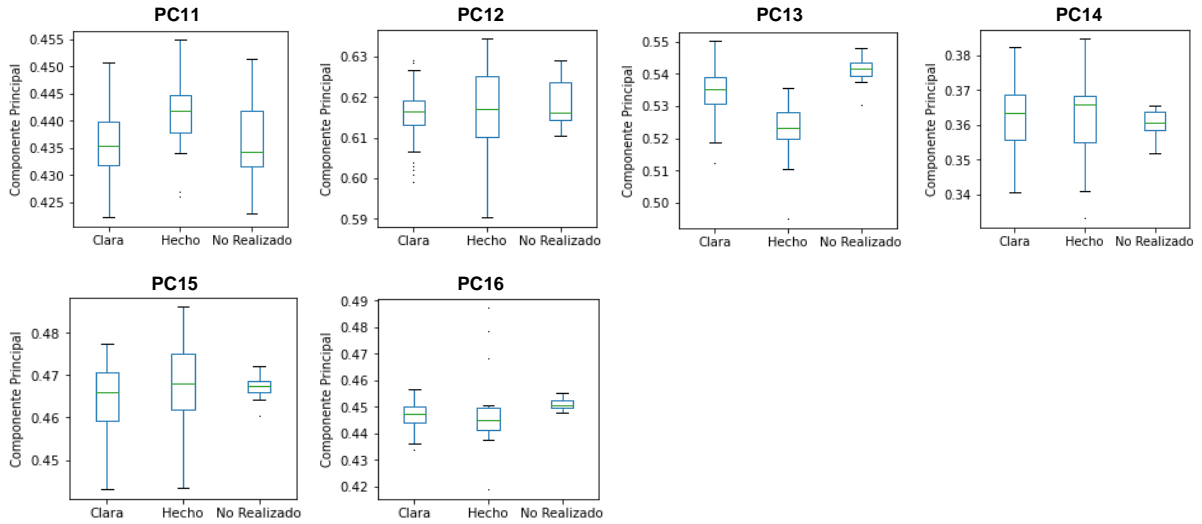 PC11
PC12
PC13
PC14
Componente Principal
0.455
0.450
0.445
0.440
0.435
0.430
0.425
Clara
Hecho
No Realizado
Componente Principal
0.63
0.62
0.61
0.60
0.59
Clara
Hecho
No Realizado
Componente Principal
0.55
0.54
0.53
0.52
0.51
0.50
Clara
Hecho
No Realizado
Componente Principal
0.38
0.37
0.36
0.35
0.34
Clara
Hecho
No Realizado
PC15
PC16
Componente Principal
0.48
0.47
0.46
0.45
Clara
Hecho
No Realizado
Componente Principal
0.49
0.48
0.47
0.46
0.45
0.44
0.43
0.42
Clara
Hecho
No Realizado